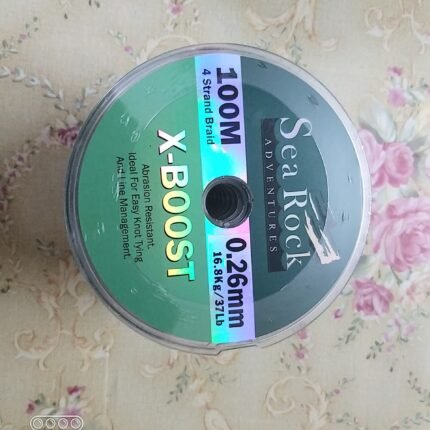 Sea Rock
ADVENTURES
100M
4 Strand Braid
0.26mm
16.8Kg/37Lb
X-BOOST
Abrasion Resistant.
Ideal For Easy Knot Tying
And Line Management.